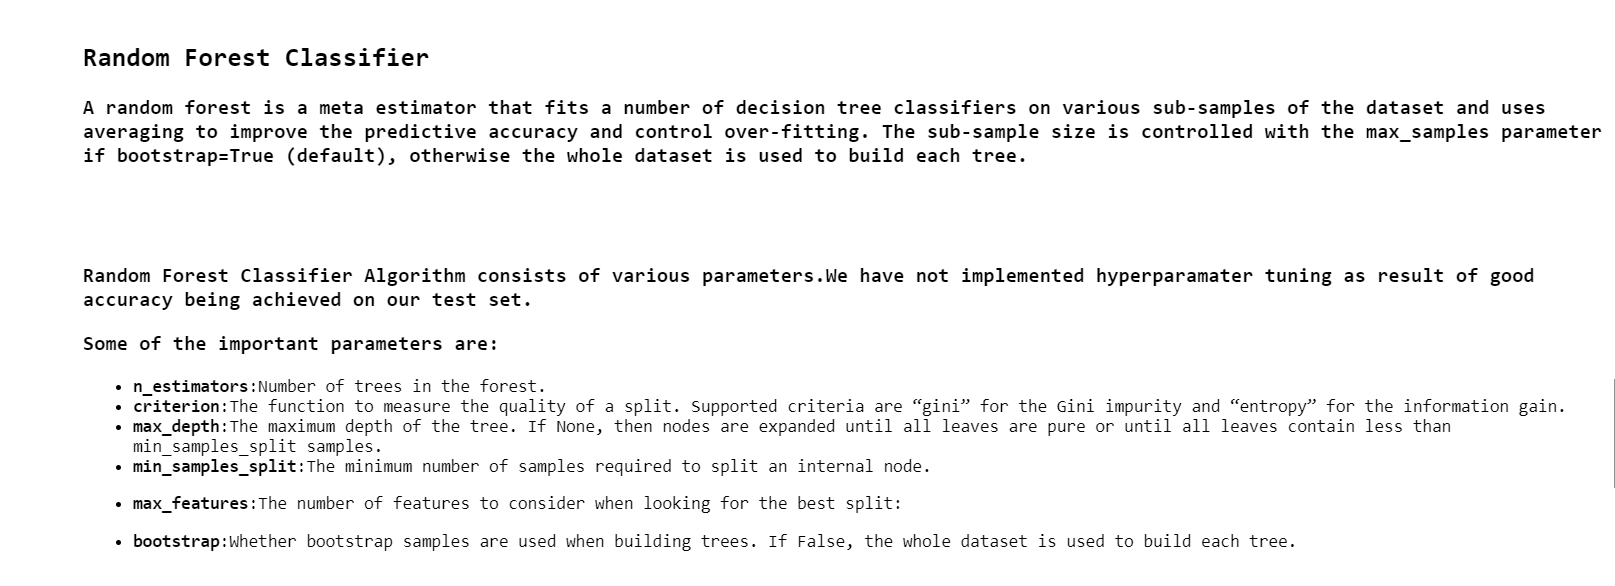 Random Forest Classifier
A random forest is a meta estimator that fits a number of decision tree classifiers on various sub-samples of the dataset and uses
averaging to improve the predictive accuracy and control over-fitting. The sub-sample size is controlled with the max_samples parameter
if bootstrap=True (default), otherwise the whole dataset is used to build each tree.
Random Forest Classifier Algorithm consists of various parameters.We have not implemented hyperparamater tuning as result of good
accuracy being achieved on our test set.
Some of the important parameters are:
• n_estimators:Number of trees in the forest.
• criterion:The function to measure the quality of a split. Supported criteria are “gini” for the Gini impurity and “entropy” for the information gain.
• max_depth:The maximum depth of the tree. If None, then nodes are expanded until all leaves are pure or until all leaves contain less than
min_samples_split samples.
• min_samples_split:The minimum number of samples required to split an internal node.
• max_features:The number of features to consider when looking for the best split:
• bootstrap:Whether bootstrap samples are used when building trees. If False, the whole dataset is used to build each tree.